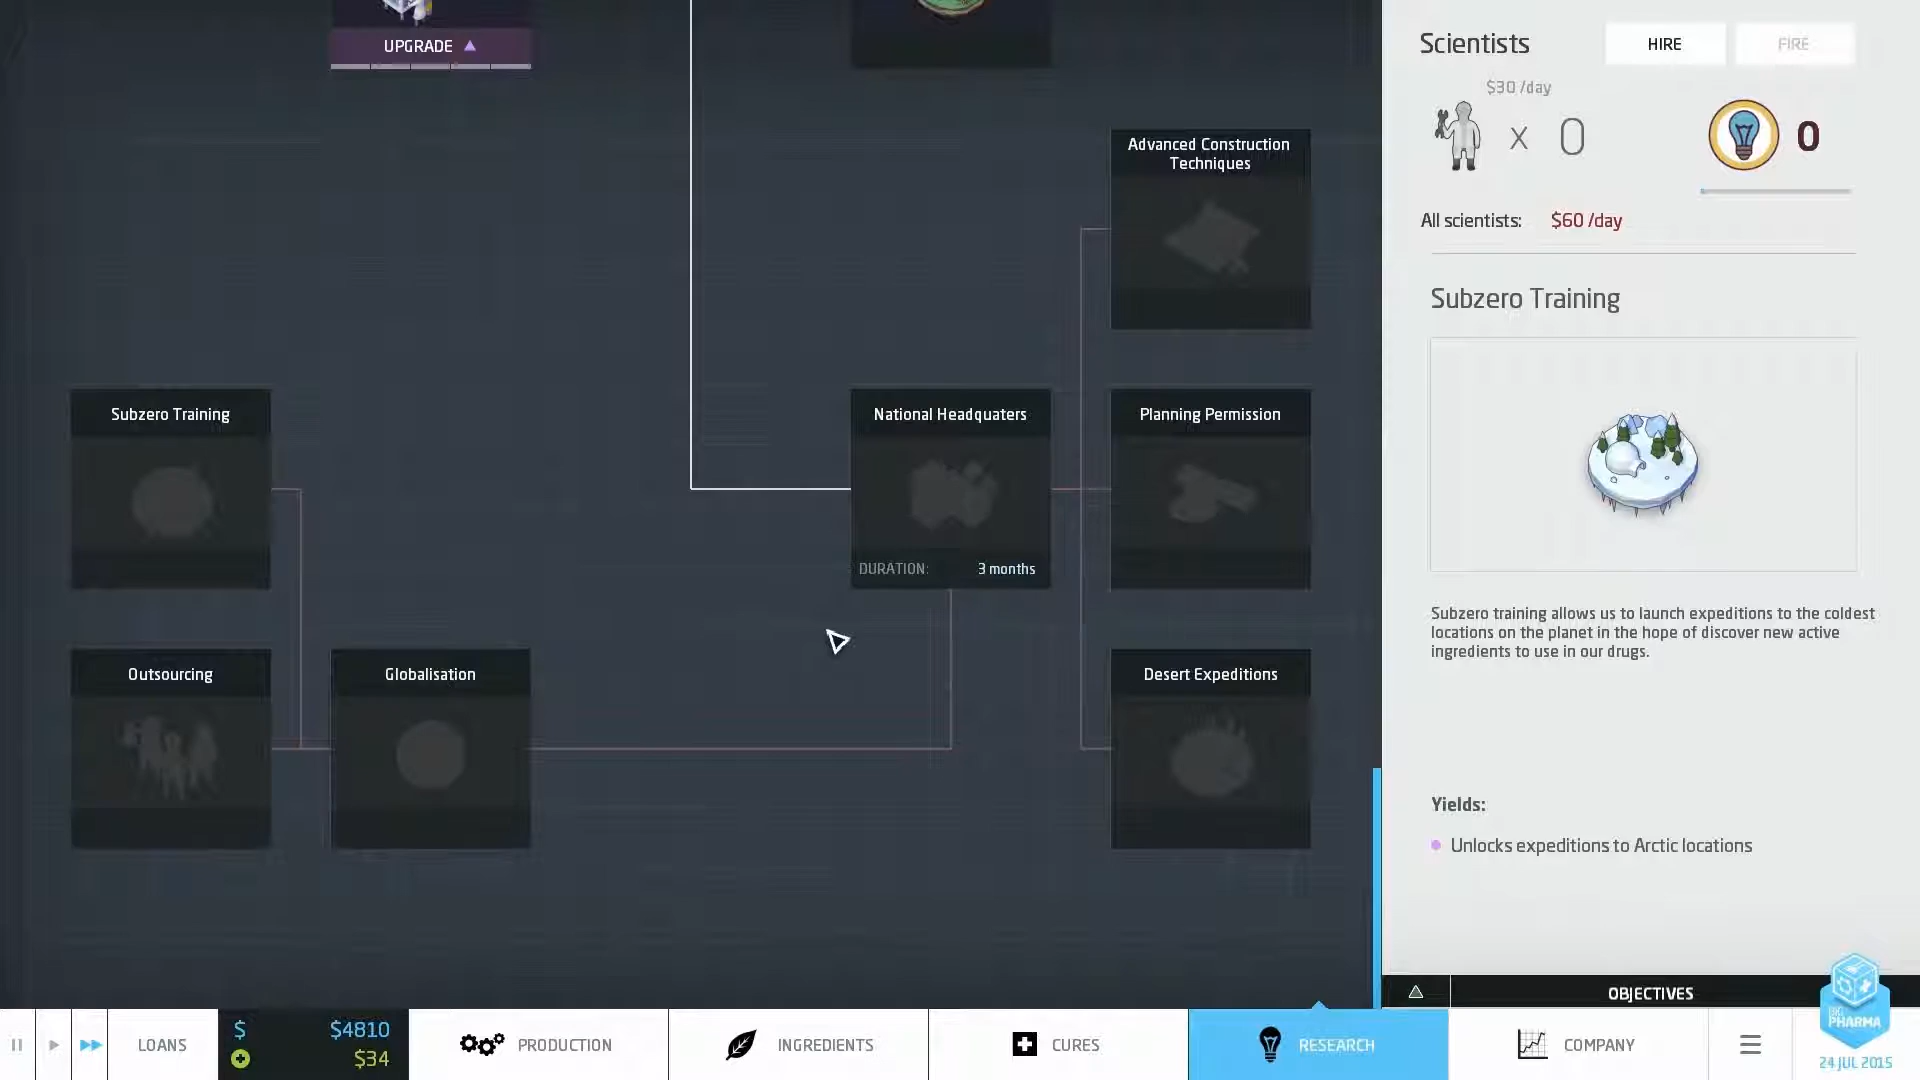 UPGRADE
Scientists
HIRE
FIRE
$30 /day
x 0
0
All scientists: $60 /day
Advanced Construction
Techniques
Subzero Training
Subzero Training
National Headquaters
Planning Permission
DURATION: 3 months
Subzero training allows us to launch expeditions to the coldest
locations on the planet in the hope of discover new active
ingredients to use in our drugs.
Outsourcing
Globalisation
Desert Expeditions
Yields:
Unlocks expeditions to Arctic locations
OBJECTIVES
LOANS
$ $4810
$34
PRODUCTION
INGREDIENTS
CURES
RESEARCH
COMPANY
BIG
PHARMA
24 JUL 2015